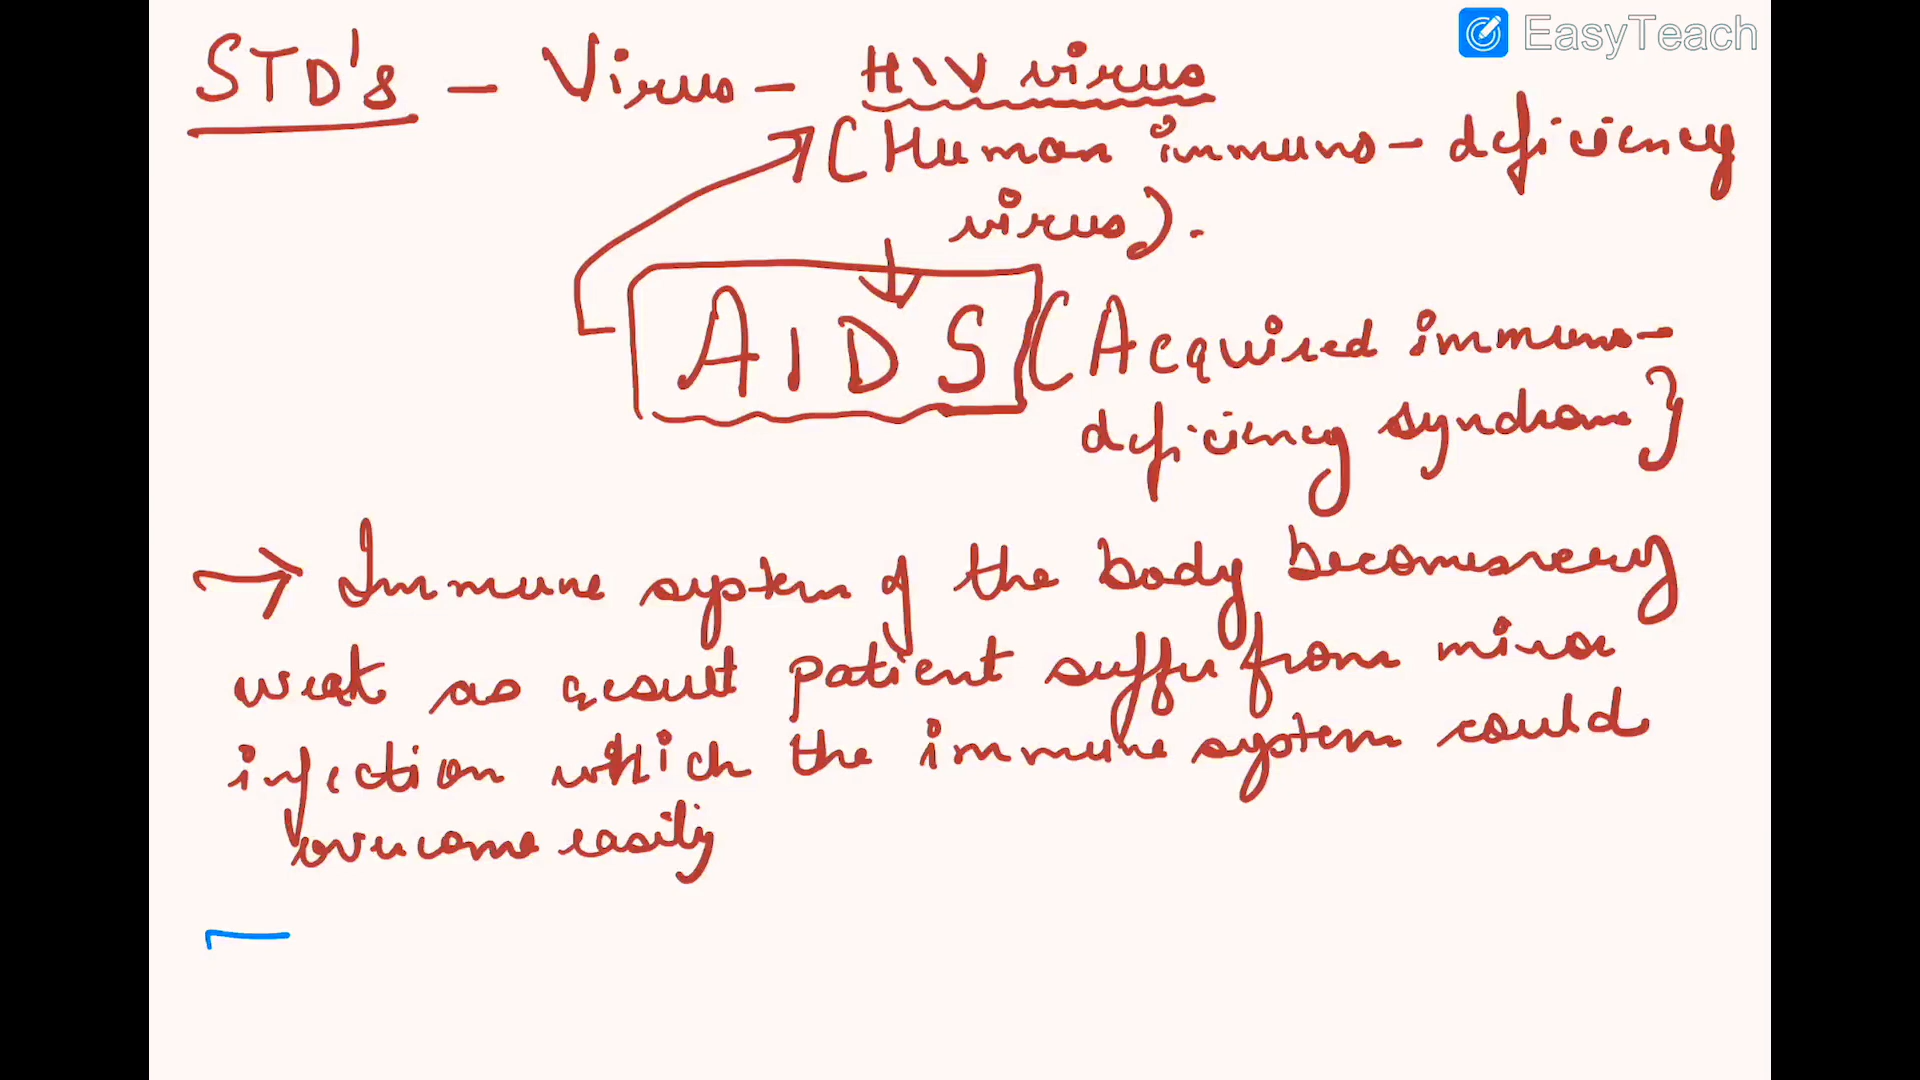 EasyTeach
STD's - Virus - HIV virus
(Human immuno-deficiency
virus).
AIDS (Acquired immuno-
deficiency syndrome}
→ Immune system of the body becomes very
weak as result patient suffer from minor
infection which the immune system could
overcome easily